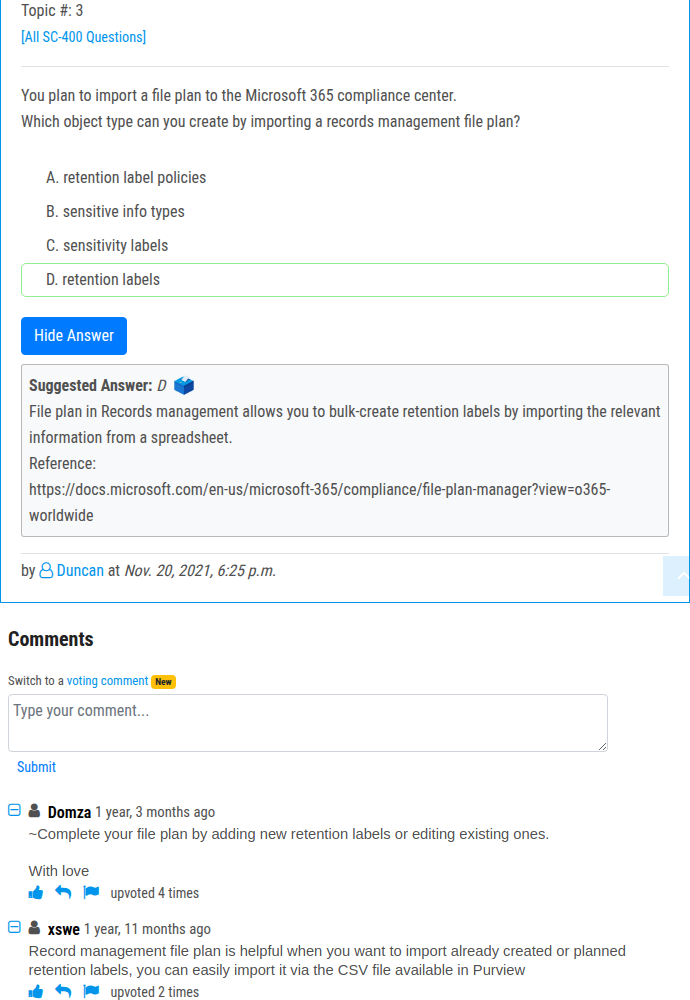 Topic #: 3
[All SC-400 Questions]
You plan to import a file plan to the Microsoft 365 compliance center.
Which object type can you create by importing a records management file plan?
A. retention label policies
B. sensitive info types
C. sensitivity labels
D. retention labels
Hide Answer
Suggested Answer: D
File plan in Records management allows you to bulk-create retention labels by importing the relevant
information from a spreadsheet.
Reference:
https://docs.microsoft.com/en-us/microsoft-365/compliance/file-plan-manager?view=o365-
worldwide
by Duncan at Nov. 20, 2021, 6:25 p.m.
Comments
Switch to a voting comment New
Type your comment...
Submit
Domza 1 year, 3 months ago
~Complete your file plan by adding new retention labels or editing existing ones.
With love
upvoted 4 times
xswe 1 year, 11 months ago
Record management file plan is helpful when you want to import already created or planned
retention labels, you can easily import it via the CSV file available in Purview
upvoted 2 times